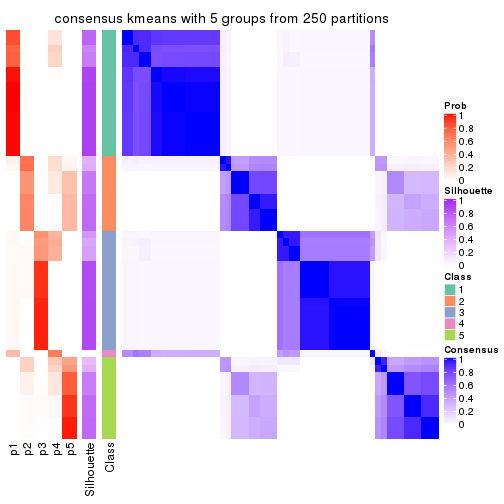 consensus kmeans with 5 groups from 250 partitions
Prob
1
0.8
0.6
0.4
0.2
0
Silhouette
1
0.8
0.6
0.4
0.2
0
Class
1
2
3
4
5
Consensus
1
0.8
0.6
0.4
0.2
0
p1
p2
p3
p4
p5
Silhouette
Class